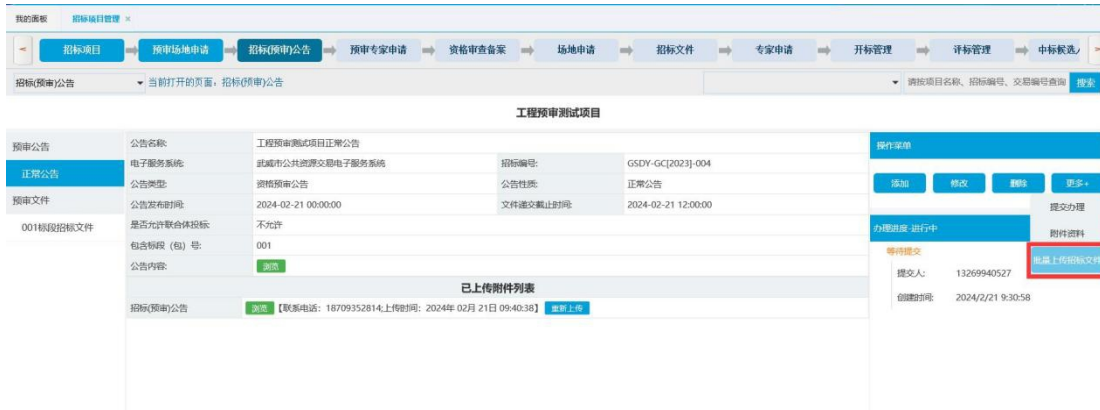 我的面板 招标项目管理 ×
招标项目 预审场地申请 招标(预审)公告 预审专家申请 资格审查备案 场地申请 招标文件 专家申请 开标管理 评标管理 中标候选人
招标(预审)公告 当前打开的页面，招标(预审)公告 请按项目名称、招标编号、交易编号查询 搜索
工程预审测试项目
预审公告
正常公告
预审文件
001标段招标文件
公告名称: 工程预审测试项目正常公告
电子服务系统: 武威市公共资源交易电子服务系统 招标编号: GSDY-GC[2023]-004
公告类型: 资格预审公告 公告性质: 正常公告
公告发布时间: 2024-02-21 00:00:00 文件递交截止时间: 2024-02-21 12:00:00
是否允许联合体投标: 不允许
包含标段（包）号: 001
公告内容: 浏览
已上传附件列表
招标(预审)公告 浏览 【联系电话：18709352814;上传时间：2024年 02月 21日 09:40:38】 重新上传
操作菜单
添加 修改 删除 更多+
提交办理
附件资料
批量上传招标文件
办理进度-进行中
等待提交
提交人: 13269940527
创建时间: 2024/2/21 9:30:58